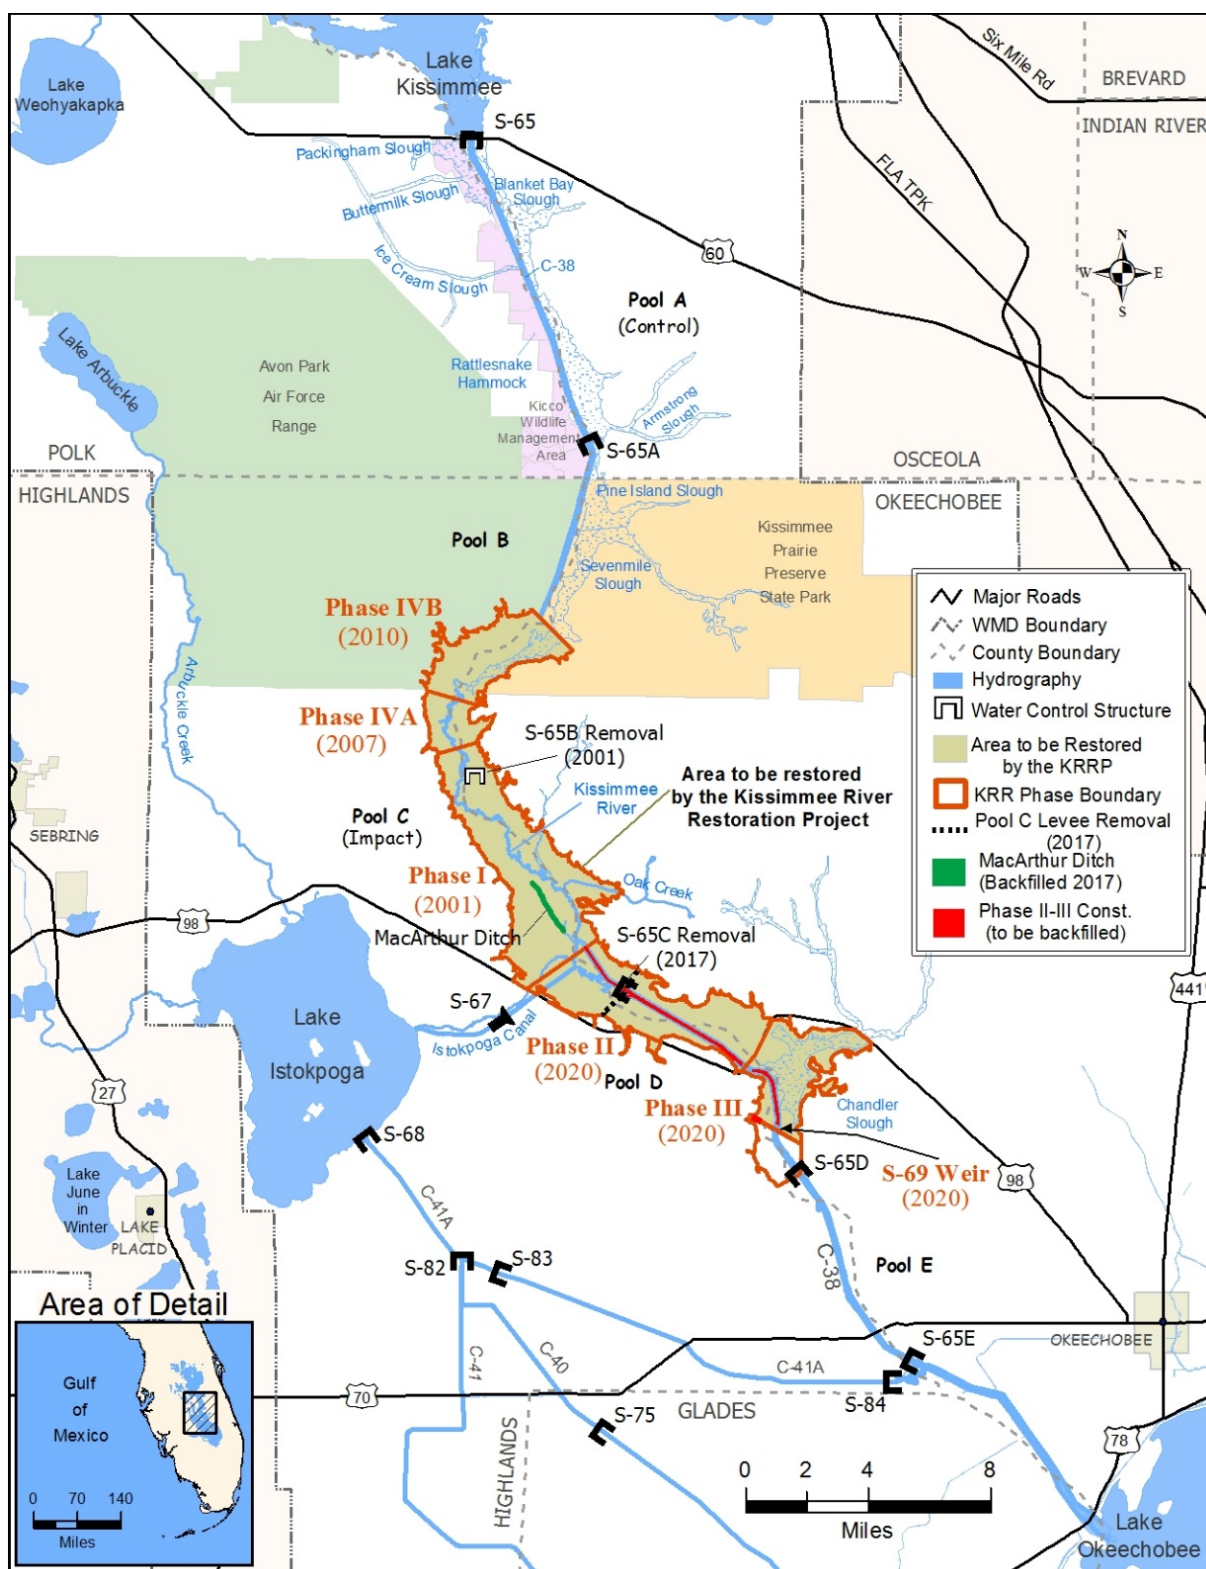 Lake
Kissimmee
Lake
Weohyakapka
S-65
Six Mile Rd
BREVARD
INDIAN RIVER
Packingham Slough
Buttermilk Slough
Blanket Bay
Slough
FLA TPK
60
Ice Cream Slough
C-38
N
W
E
S
Pool A
(Control)
Lake Arbuckle
Avon Park
Air Force
Range
Rattlesnake
Hammock
Kicco
Wildlife
Management
Area
Armstrong
Slough
S-65A
POLK
HIGHLANDS
OSCEOLA
OKEECHOBEE
Pine Island Slough
Pool B
Kissimmee
Prairie
Preserve
State Park
Sevenmile
Slough
Phase IVB
(2010)
Major Roads
WMD Boundary
County Boundary
Hydrography
Water Control Structure
Area to be Restored
by the KRRP
KRR Phase Boundary
Pool C Levee Removal
(2017)
MacArthur Ditch
(Backfilled 2017)
Phase II-III Const.
(to be backfilled)
Arbuckle Creek
Phase IVA
(2007)
S-65B Removal
(2001)
Kissimmee
River
Area to be restored
by the Kissimmee River
Restoration Project
SEBRING
Pool C
(Impact)
Phase I
(2001)
Oak Creek
98
MacArthur Ditch
S-65C Removal
(2017)
441
Lake
Istokpoga
S-67
Istokpoga Canal
Phase II
(2020)
Pool D
27
Phase III
(2020)
Chandler
Slough
S-68
S-65D
S-69 Weir
(2020)
98
Lake
June
in
Winter
LAKE
PLACID
C-41A
S-82
S-83
C-38
Pool E
Area of Detail
Gulf
of
Mexico
0 70 140
Miles
C-41
C-40
C-41A
S-65E
OKEECHOBEE
70
S-84
GLADES
HIGHLANDS
S-75
78
0 2 4 8
Miles
Lake
Okeechobee